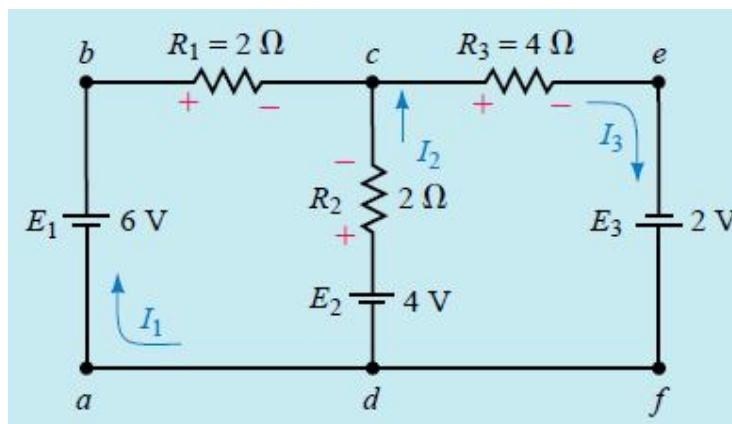 b
R₁ = 2 Ω
c
R₃ = 4 Ω
e
+
−
+
−
I₂
I₃
−
R₂
2 Ω
+
E₁
6 V
E₃
2 V
E₂
4 V
I₁
a
d
f